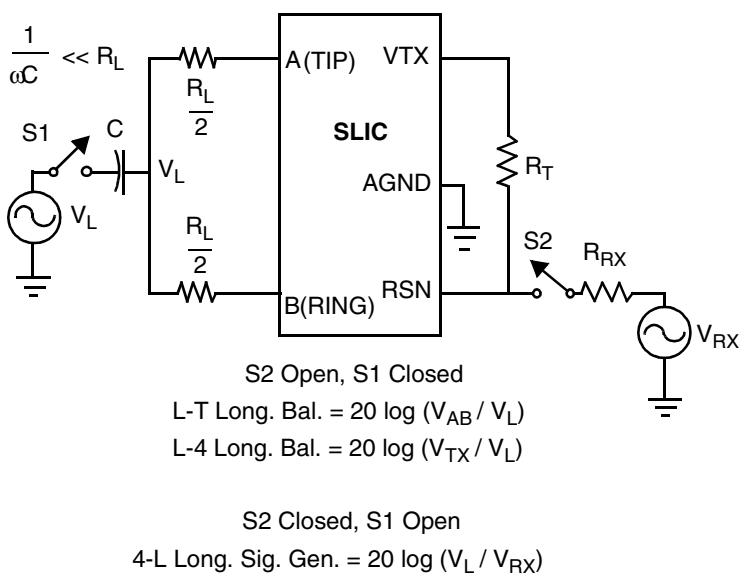 1
ωC
<< R_L
S1
C
V_L
V_L
R_L
2
R_L
2
A(TIP)
VTX
SLIC
AGND
B(RING)
RSN
R_T
S2
R_RX
V_RX
S2 Open, S1 Closed
L-T Long. Bal. = 20 log (V_AB / V_L)
L-4 Long. Bal. = 20 log (V_TX / V_L)
S2 Closed, S1 Open
4-L Long. Sig. Gen. = 20 log (V_L / V_RX)